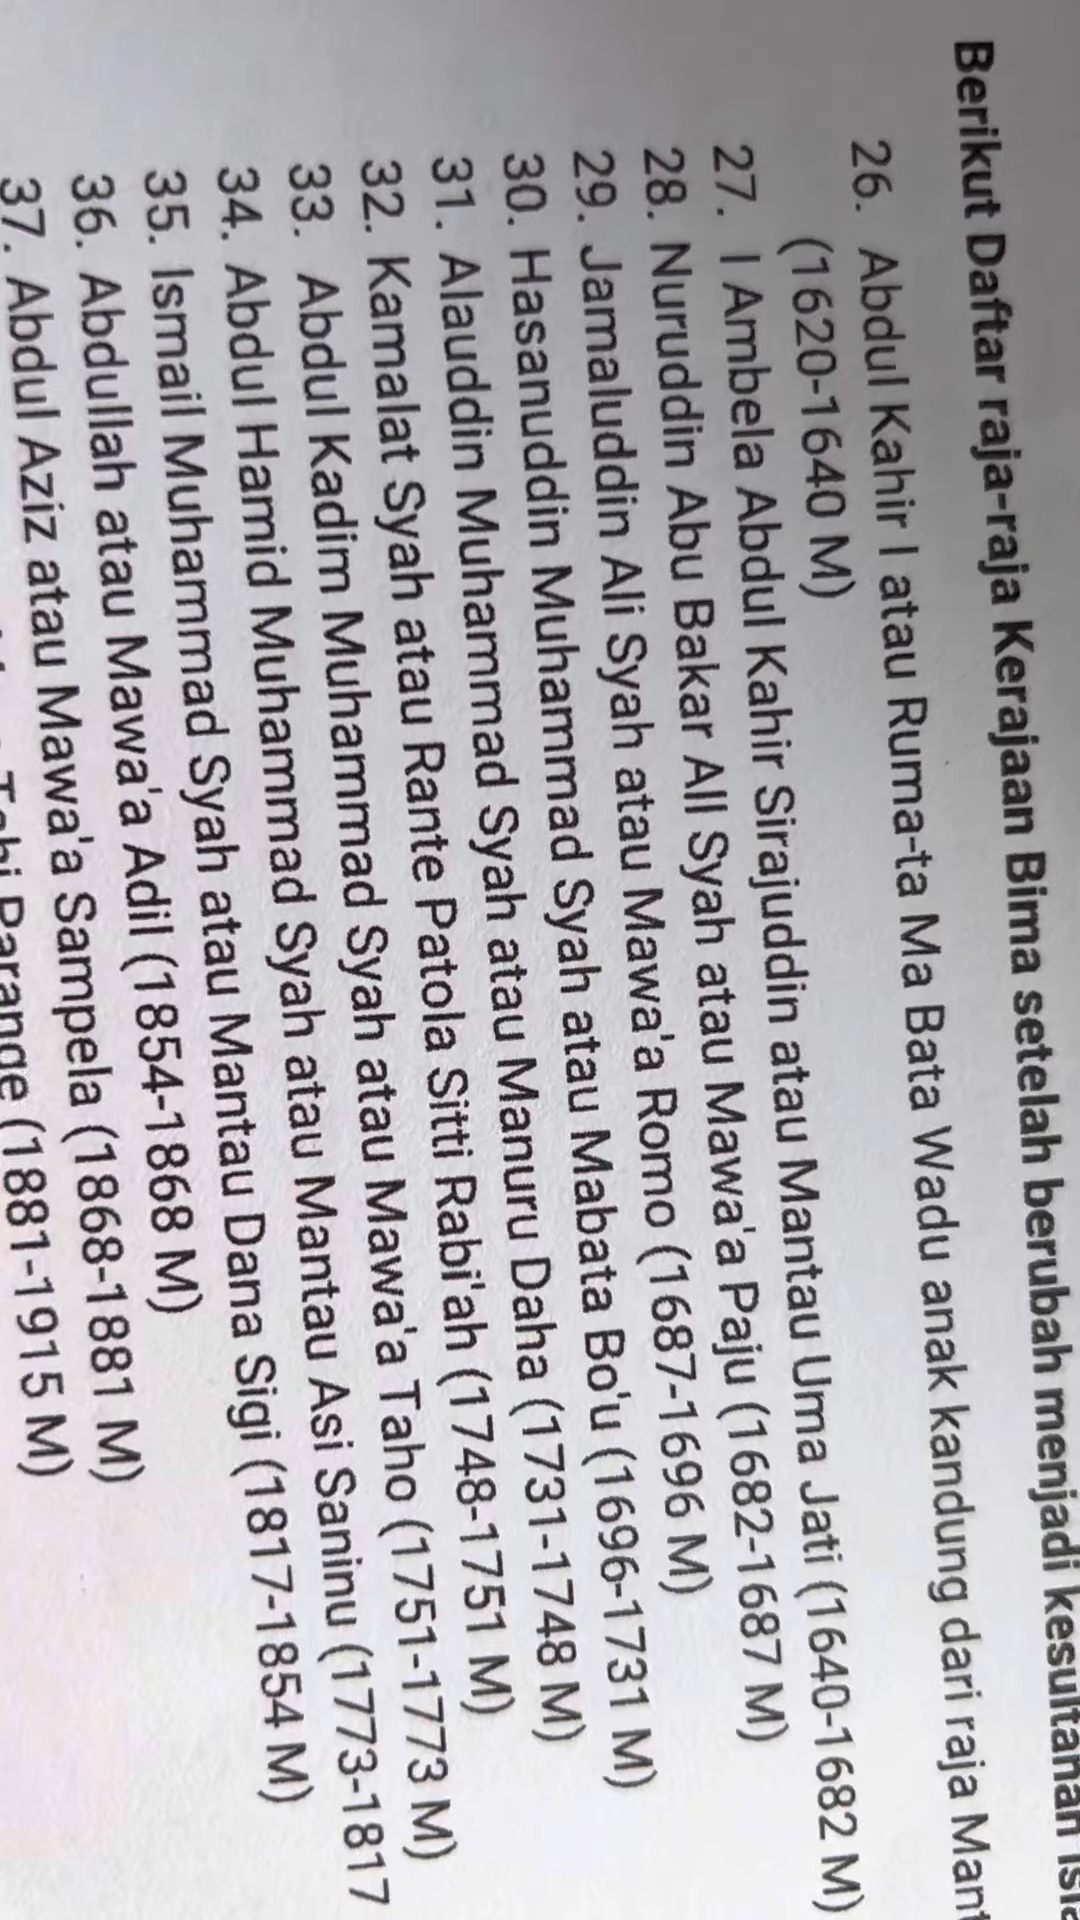 Berikut Daftar raja-raja Kerajaan Bima setelah berubah menjadi kesultanan Isla
26. Abdul Kahir I atau Ruma-ta Ma Bata Wadu anak kandung dari raja Mant
(1620-1640 M)
27. I Ambela Abdul Kahir Sirajuddin atau Mantau Uma Jati (1640-1682 M)
28. Nuruddin Abu Bakar All Syah atau Mawa'a Paju (1682-1687 M)
29. Jamaluddin Ali Syah atau Mawa'a Romo (1687-1696 M)
30. Hasanuddin Muhammad Syah atau Mabata Bo'u (1696-1731 M)
31. Alauddin Muhammad Syah atau Manuru Daha (1731-1748 M)
32. Kamalat Syah atau Rante Patola Sitti Rabi'ah (1748-1751 M)
33. Abdul Kadim Muhammad Syah atau Mawa'a Taho (1751-1773 M)
34. Abdul Hamid Muhammad Syah atau Mantau Asi Saninu (1773-1817
35. Ismail Muhammad Syah atau Mantau Dana Sigi (1817-1854 M)
36. Abdullah atau Mawa'a Adil (1854-1868 M)
37. Abdul Aziz atau Mawa'a Sampela (1868-1881 M)
Parange (1881-1915 M)